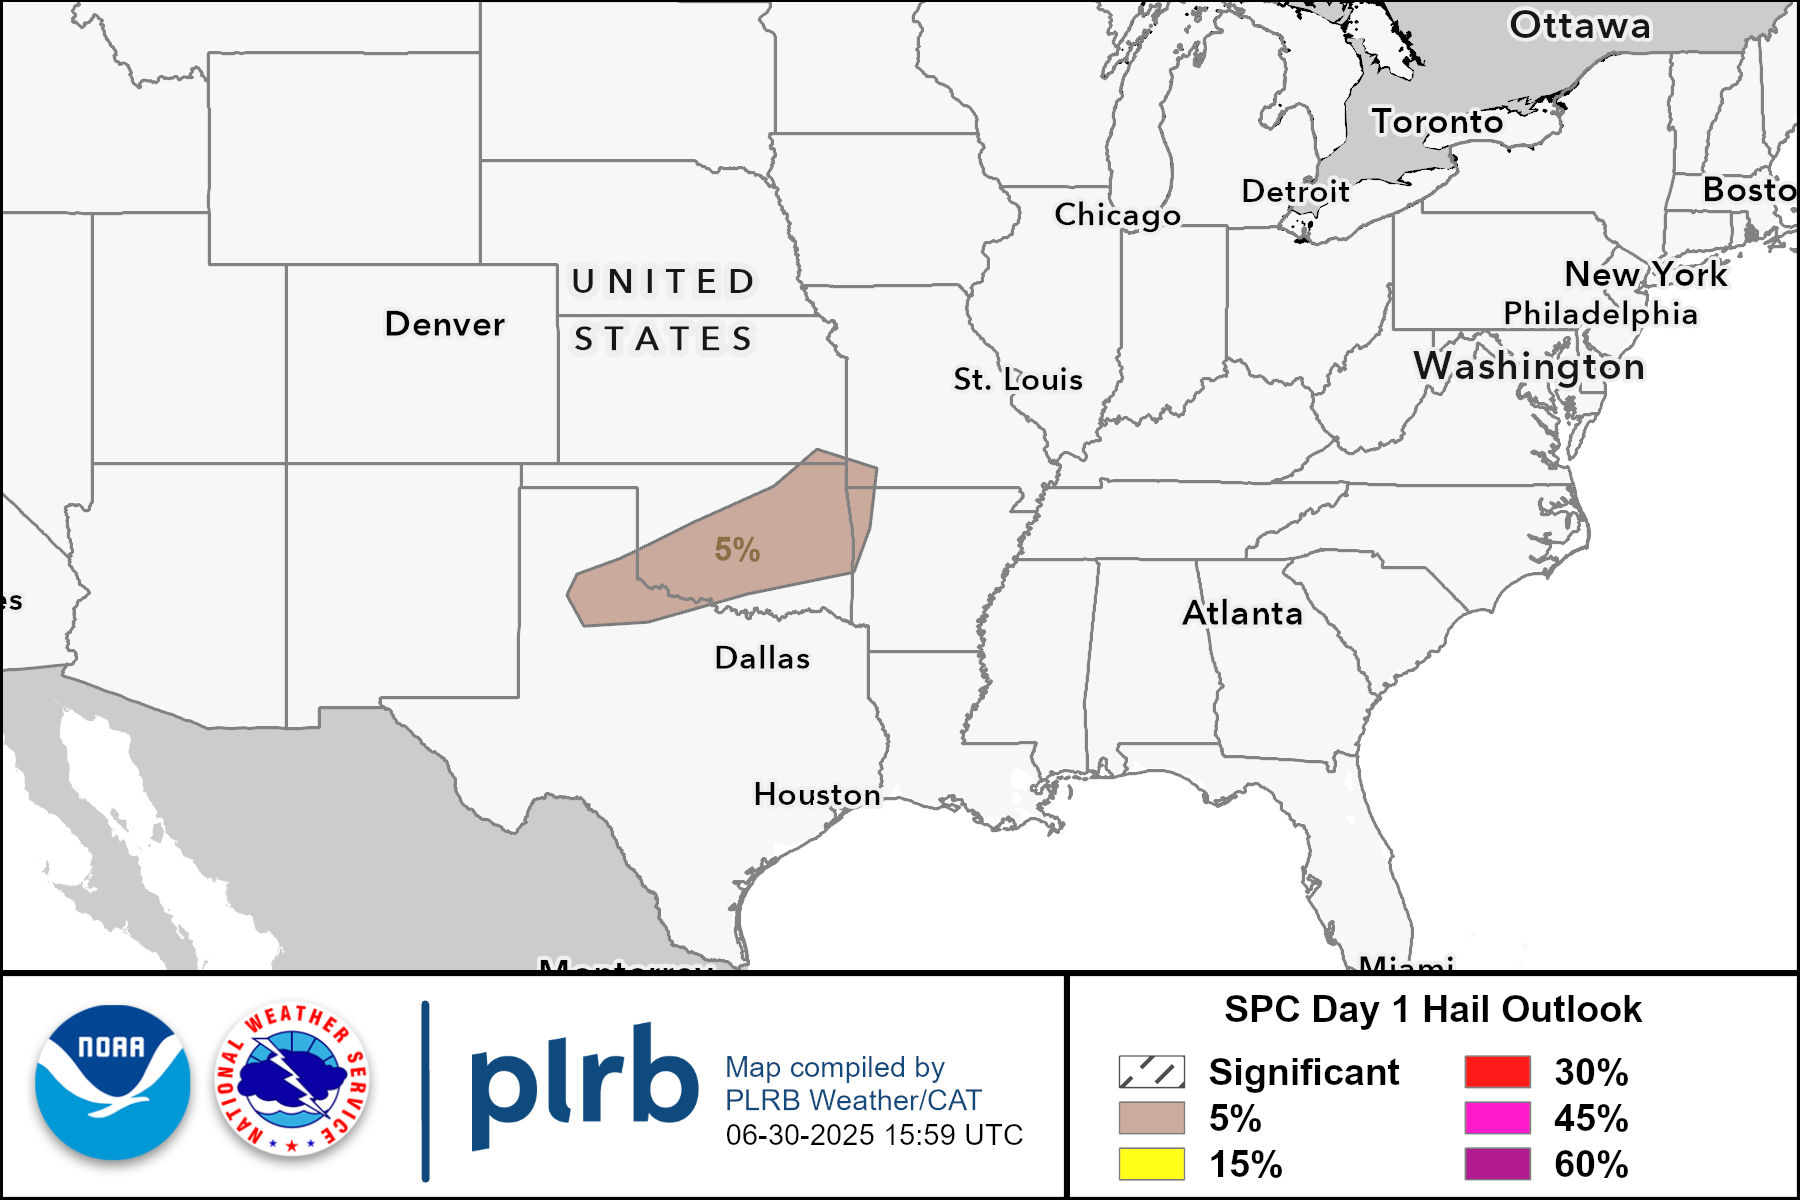 Ottawa
Toronto
Detroit
Bosto
Chicago
New York
UNITED
Denver
Philadelphia
STATES
Washington
St. Louis
5%
es
Atlanta
Dallas
Houston
Monterrey
Miami
NOAA
NATIONAL WEATHER SERVICE
plrb
Map compiled by
PLRB Weather/CAT
06-30-2025 15:59 UTC
SPC Day 1 Hail Outlook
Significant
5%
15%
30%
45%
60%